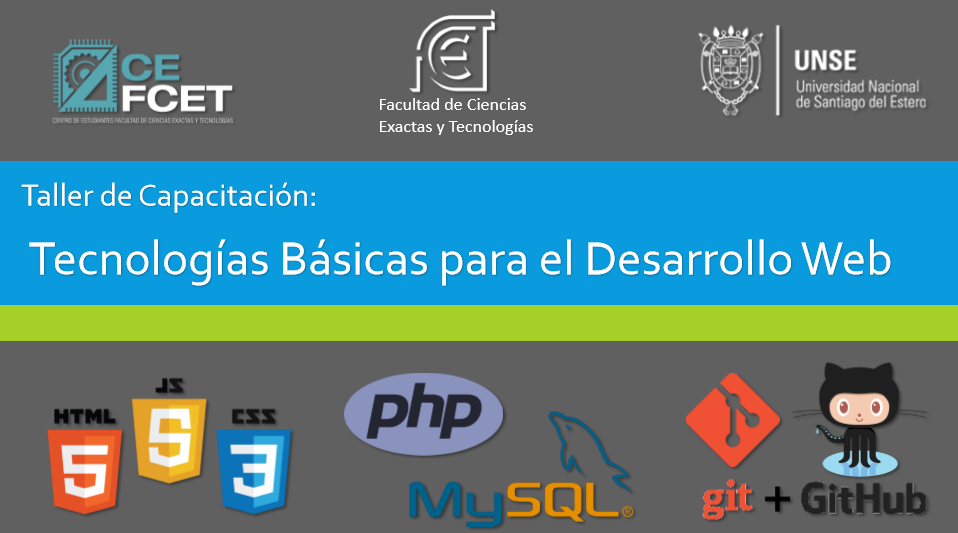 CE
FCET
CENTRO DE ESTUDIANTES FACULTAD DE CIENCIAS EXACTAS Y TECNOLOGÍAS
Facultad de Ciencias
Exactas y Tecnologías
UNSE
Universidad Nacional
de Santiago del Estero
Taller de Capacitación:
Tecnologías Básicas para el Desarrollo Web
HTML
5
JS
5
CSS
3
php
MySQL®
git + GitHub